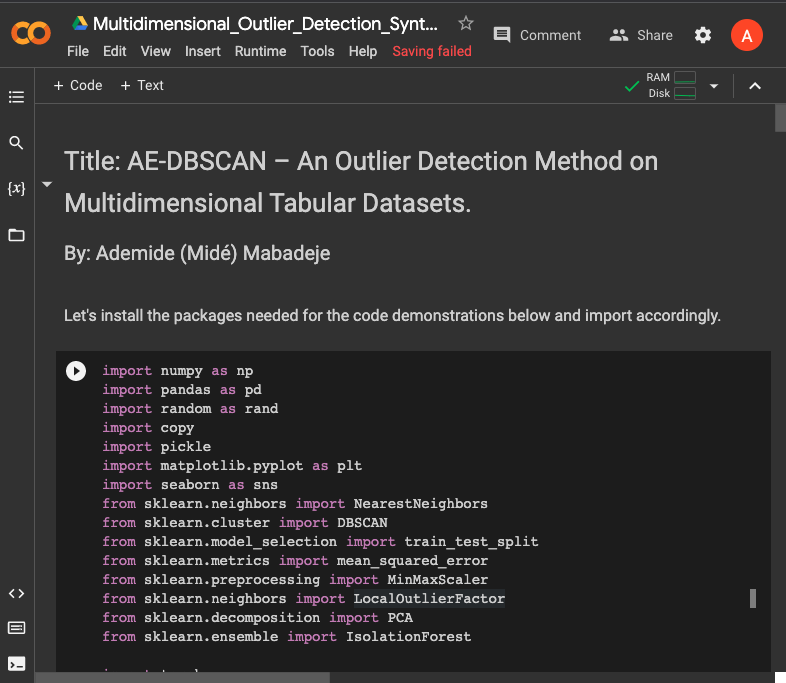 Multidimensional_Outlier_Detection_Synt...
Comment
Share
A
File Edit View Insert Runtime Tools Help Saving failed
+ Code + Text
RAM
Disk
{x}
Title: AE-DBSCAN – An Outlier Detection Method on
Multidimensional Tabular Datasets.
By: Ademide (Midé) Mabadeje
Let's install the packages needed for the code demonstrations below and import accordingly.
import numpy as np
import pandas as pd
import random as rand
import copy
import pickle
import matplotlib.pyplot as plt
import seaborn as sns
from sklearn.neighbors import NearestNeighbors
from sklearn.cluster import DBSCAN
from sklearn.model_selection import train_test_split
from sklearn.metrics import mean_squared_error
from sklearn.preprocessing import MinMaxScaler
from sklearn.neighbors import LocalOutlierFactor
from sklearn.decomposition import PCA
from sklearn.ensemble import IsolationForest